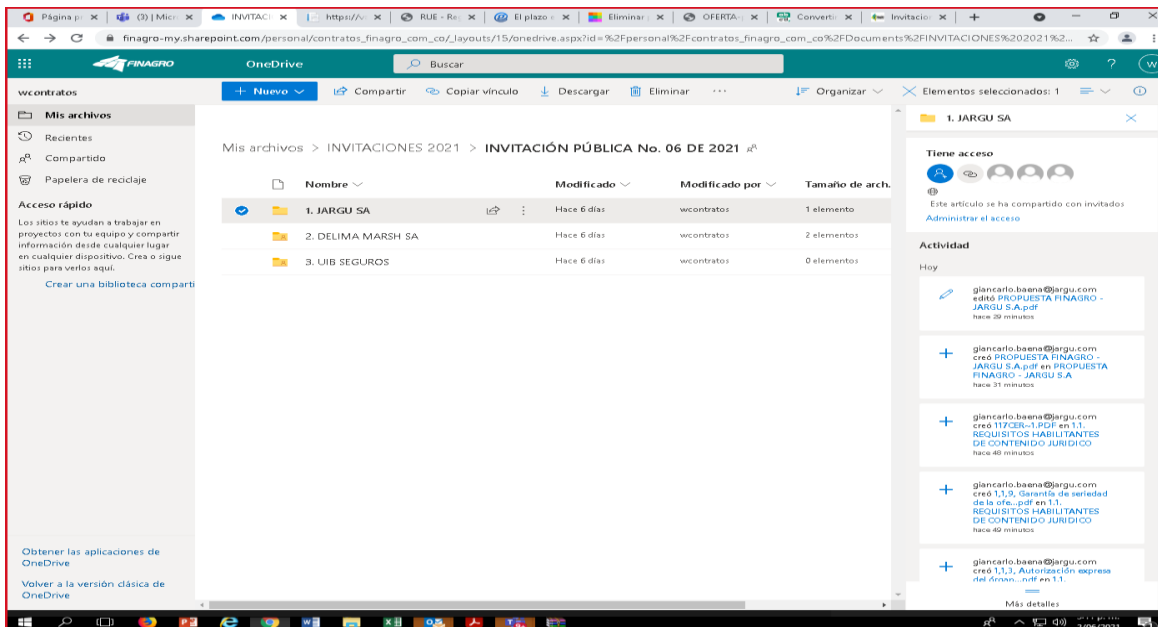 Página p
(3) | Micr
INVITACI
https://v
RUE - Re
El plazo
Eliminar
OFERTA-
Convertir
Invitacion
finagro-my.sharepoint.com/personal/contratos_finagro_com_co/_layouts/15/onedrive.aspx?id=%2Fpersonal%2Fcontratos_finagro_com_co%2FDocuments%2FINVITACIONES%202021%2...
FINAGRO
OneDrive
Buscar
?
W
wcontratos
+ Nuevo
Compartir
Copiar vínculo
Descargar
Eliminar
...
Organizar
Elementos seleccionados: 1
Mis archivos
Recientes
Compartido
Papelera de reciclaje
Acceso rápido
Los sitios te ayudan a trabajar en
proyectos con tu equipo y compartir
información desde cualquier lugar
en cualquier dispositivo. Crea o sigue
sitios para verlos aquí.
Crear una biblioteca comparti
Obtener las aplicaciones de
OneDrive
Volver a la versión clásica de
OneDrive
Mis archivos > INVITACIONES 2021 > INVITACIÓN PÚBLICA No. 06 DE 2021
Nombre Modificado Modificado por Tamaño de arch.
1. JARGU SA Hace 6 días wcontratos 1 elemento
2. DELIMA MARSH SA Hace 6 días wcontratos 2 elementos
3. UIB SEGUROS Hace 6 días wcontratos 0 elementos
1. JARGU SA
Tiene acceso
Este artículo se ha compartido con invitados
Administrar el acceso
Actividad
Hoy
giancarlo.baena@jargu.com
editó PROPUESTA FINAGRO -
JARGU S.A.pdf
hace 29 minutos
giancarlo.baena@jargu.com
creó PROPUESTA FINAGRO -
JARGU S.A.pdf en PROPUESTA
FINAGRO - JARGU S.A
hace 31 minutos
giancarlo.baena@jargu.com
creó 117CER~1.PDF en 1.1.
REQUISITOS HABILITANTES
DE CONTENIDO JURIDICO
hace 48 minutos
giancarlo.baena@jargu.com
creó 1,1,9, Garantía de seriedad
de la ofe...pdf en 1.1.
REQUISITOS HABILITANTES
DE CONTENIDO JURIDICO
hace 49 minutos
giancarlo.baena@jargu.com
creó 1,1,3, Autorización expresa
del órgan...pdf en 1.1.
Más detalles
2/06/2021